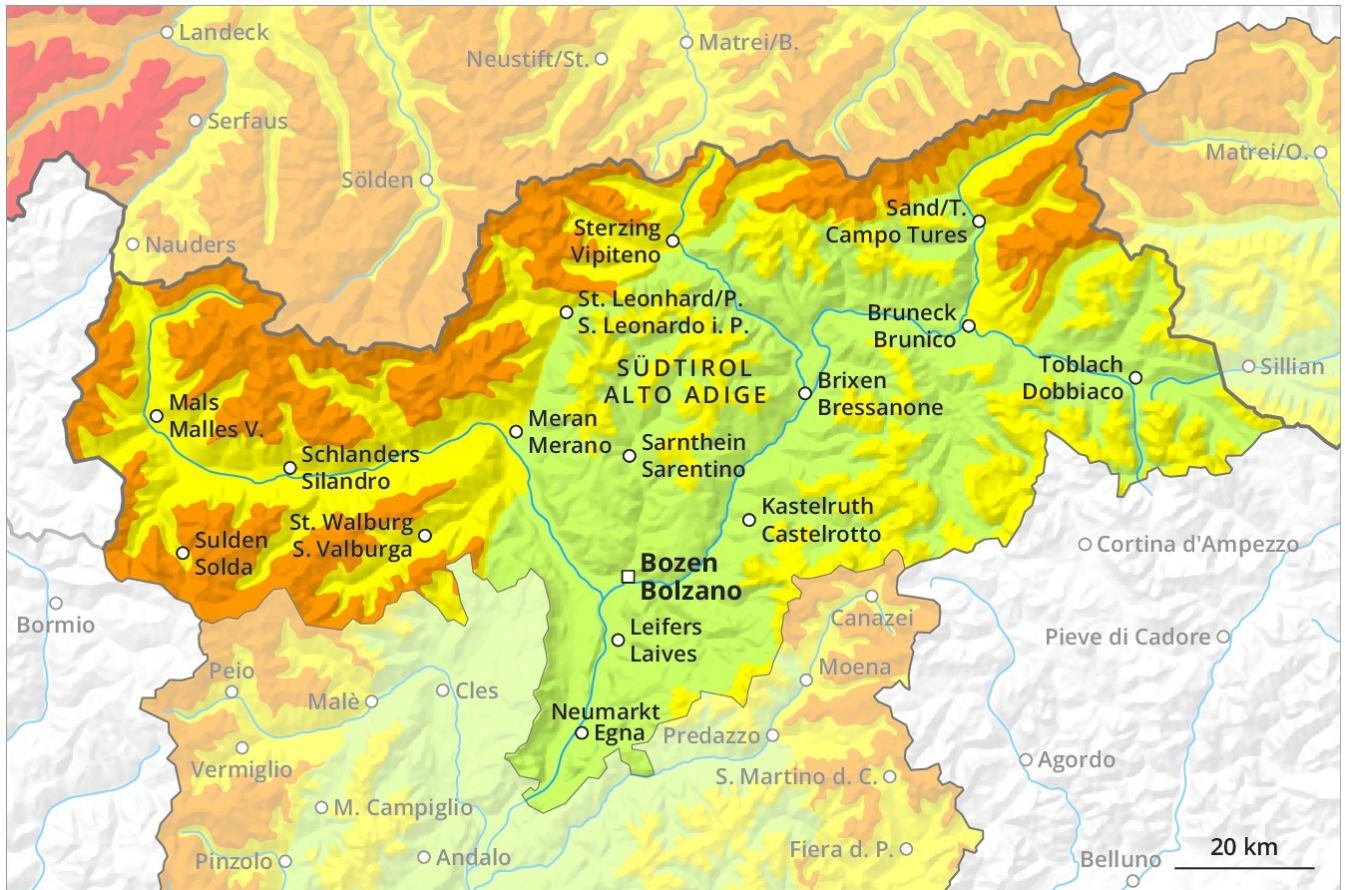 Landeck
Neustift/St.
Matrei/B.
Serfaus
Matrei/O.
Sölden
Nauders
Sterzing
Vipiteno
Sand/T.
Campo Tures
St. Leonhard/P.
S. Leonardo i. P.
Bruneck
Brunico
SÜDTIROL
ALTO ADIGE
Toblach
Dobbiaco
Sillian
Brixen
Bressanone
Mals
Malles V.
Meran
Merano
Sarnthein
Sarentino
Schlanders
Silandro
Kastelruth
Castelrotto
St. Walburg
S. Valburga
Sulden
Solda
Cortina d'Ampezzo
Bozen
Bolzano
Bormio
Canazei
Leifers
Laives
Pieve di Cadore
Peio
Moena
Malè
Cles
Neumarkt
Egna
Predazzo
Vermiglio
Agordo
S. Martino d. C.
M. Campiglio
Pinzolo
Andalo
Fiera d. P.
20 km
Belluno